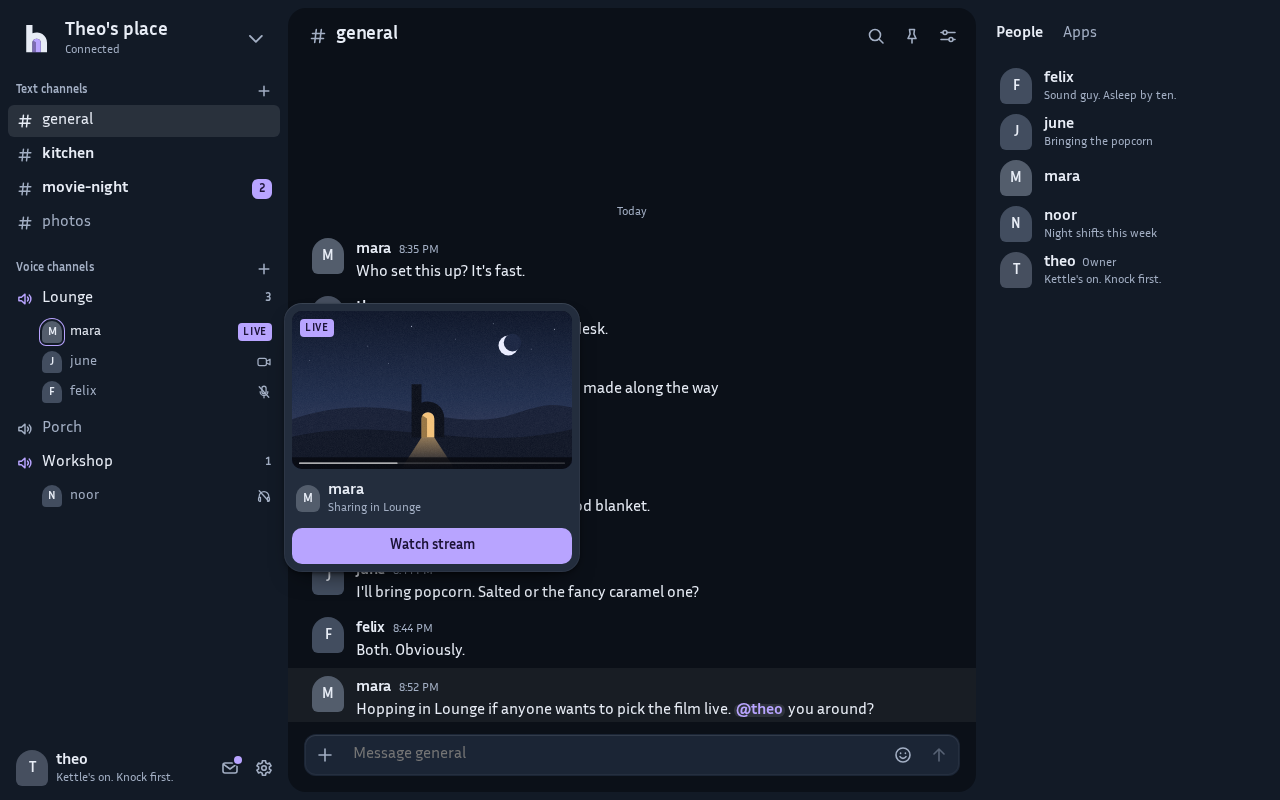 Theo's place
Connected
Text channels
general
kitchen
movie-night
2
photos
Voice channels
Lounge
3
M
mara
LIVE
J
june
F
felix
Porch
Workshop
1
N
noor
T
theo
Kettle's on. Knock first.
# general
Today
M
mara 8:35 PM
Who set this up? It's fast.
desk.
made along the way
blanket.
I'll bring popcorn. Salted or the fancy caramel one?
F
felix 8:44 PM
Both. Obviously.
M
mara 8:52 PM
Hopping in Lounge if anyone wants to pick the film live. @theo you around?
Message general
LIVE
M
mara
Sharing in Lounge
Watch stream
People Apps
F
felix
Sound guy. Asleep by ten.
J
june
Bringing the popcorn
M
mara
N
noor
Night shifts this week
T
theo Owner
Kettle's on. Knock first.